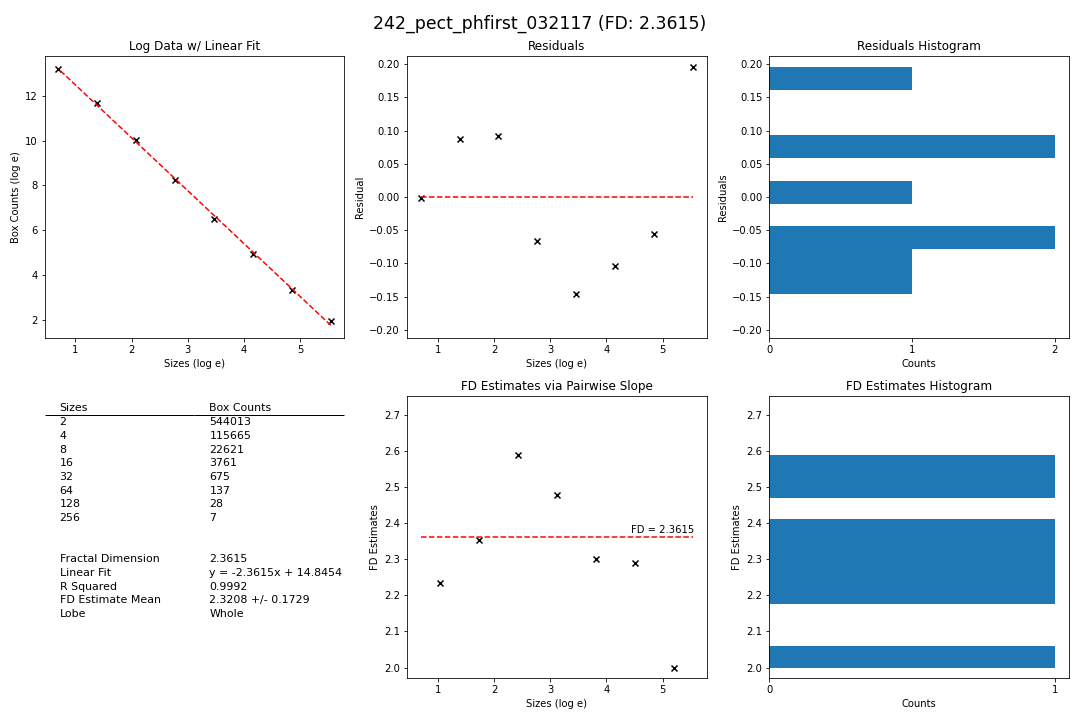 242_pect_phfirst_032117 (FD: 2.3615)
Log Data w/ Linear Fit
Box Counts (log e)
12
10
8
6
4
2
1 2 3 4 5
Sizes (log e)
Residuals
Residual
0.20
0.15
0.10
0.05
0.00
−0.05
−0.10
−0.15
−0.20
1 2 3 4 5
Sizes (log e)
Residuals Histogram
Residuals
0.20
0.15
0.10
0.05
0.00
−0.05
−0.10
−0.15
−0.20
0 1 2
Counts
Sizes Box Counts
2 544013
4 115665
8 22621
16 3761
32 675
64 137
128 28
256 7
Fractal Dimension 2.3615
Linear Fit y = -2.3615x + 14.8454
R Squared 0.9992
FD Estimate Mean 2.3208 +/- 0.1729
Lobe Whole
FD Estimates via Pairwise Slope
FD Estimates
2.7
2.6
2.5
2.4
2.3
2.2
2.1
2.0
FD = 2.3615
1 2 3 4 5
Sizes (log e)
FD Estimates Histogram
FD Estimates
2.7
2.6
2.5
2.4
2.3
2.2
2.1
2.0
0 1
Counts